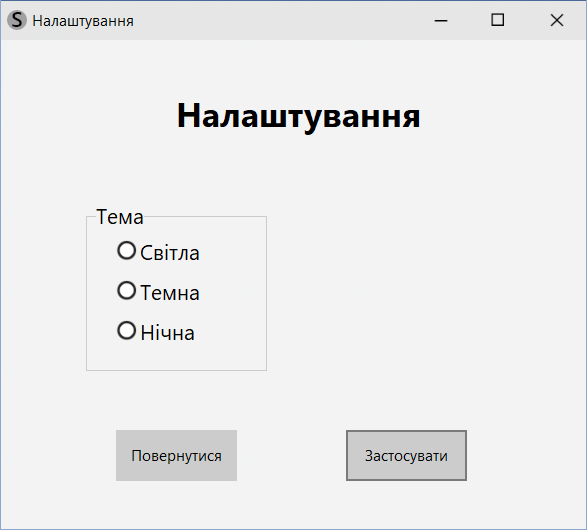 S Налаштування
Налаштування
Тема
Світла
Темна
Нічна
Повернутися Застосувати